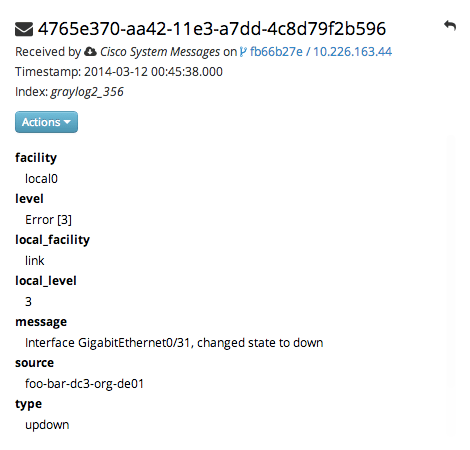 4765e370-aa42-11e3-a7dd-4c8d79f2b596
Received by Cisco System Messages on fb66b27e / 10.226.163.44
Timestamp: 2014-03-12 00:45:38.000
Index: graylog2_356
Actions
facility
local0
level
Error [3]
local_facility
link
local_level
3
message
Interface GigabitEthernet0/31, changed state to down
source
foo-bar-dc3-org-de01
type
updown